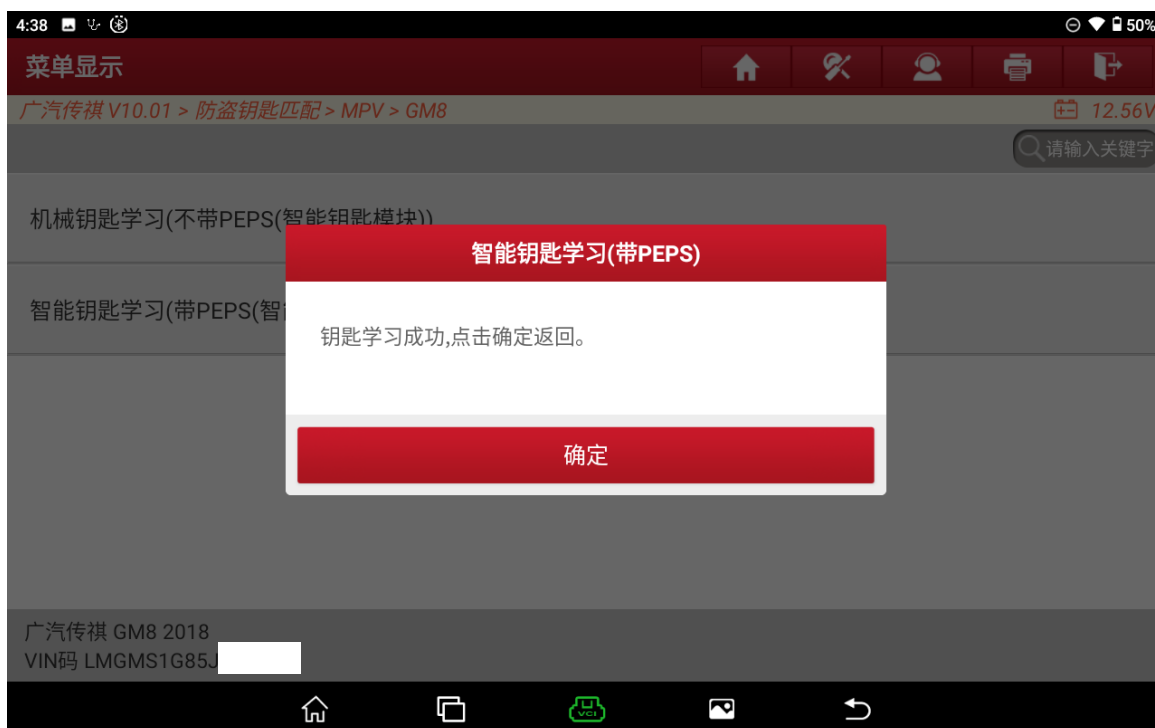 4:38
50%
菜单显示
广汽传祺 V10.01 > 防盗钥匙匹配 > MPV > GM8
12.56V
请输入关键字
机械钥匙学习(不带PEPS(智能钥匙模块))
智能钥匙学习(带PEPS)
智能钥匙学习(带PEPS(智
钥匙学习成功,点击确定返回。
确定
广汽传祺 GM8 2018
VIN码 LMGMS1G85J
VCI